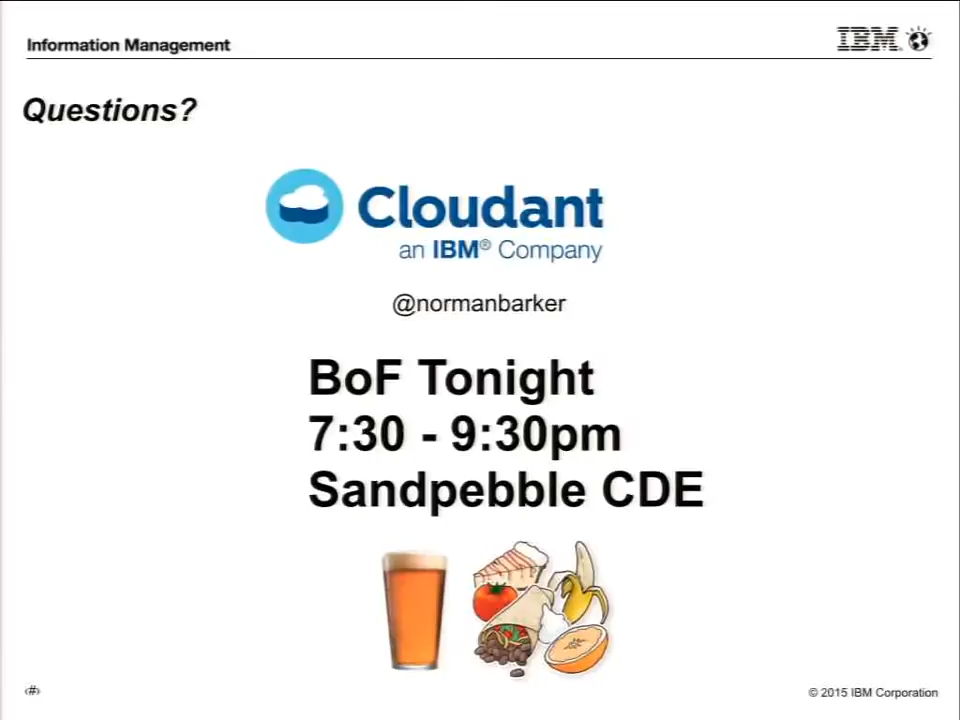 Information Management
IBM
Questions?
Cloudant
an IBM® Company
@normanbarker
BoF Tonight
7:30 - 9:30pm
Sandpebble CDE
‹#›
© 2015 IBM Corporation